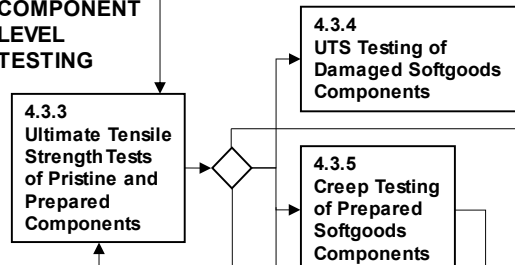 COMPONENT
LEVEL
TESTING
4.3.3
Ultimate Tensile
Strength Tests
of Pristine and
Prepared
Components
4.3.4
UTS Testing of
Damaged Softgoods
Components
4.3.5
Creep Testing
of Prepared
Softgoods
Components